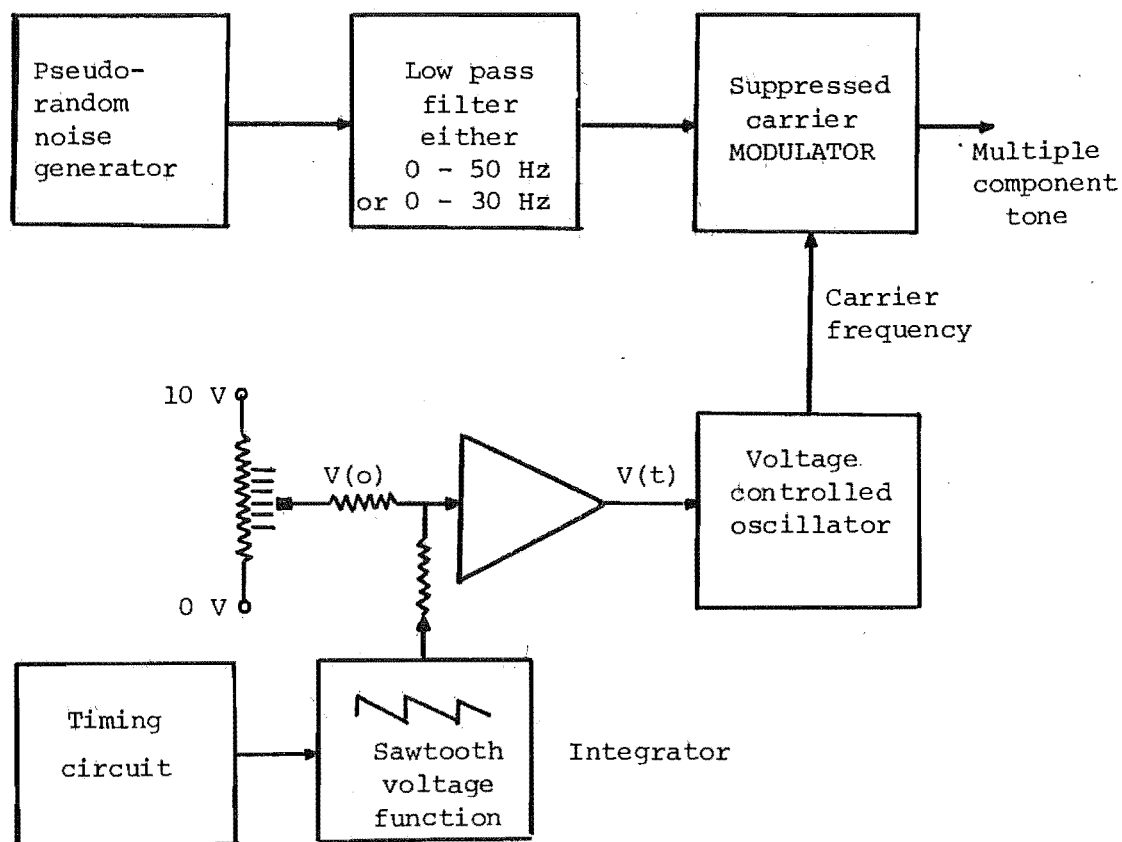 Pseudo-
random
noise
generator
Low pass
filter
either
0 - 50 Hz
or 0 - 30 Hz
Suppressed
carrier
MODULATOR
Multiple
component
tone
Carrier
frequency
10 V
V(o)
V(t)
Voltage
controlled
oscillator
0 V
Timing
circuit
Sawtooth
voltage
function
Integrator